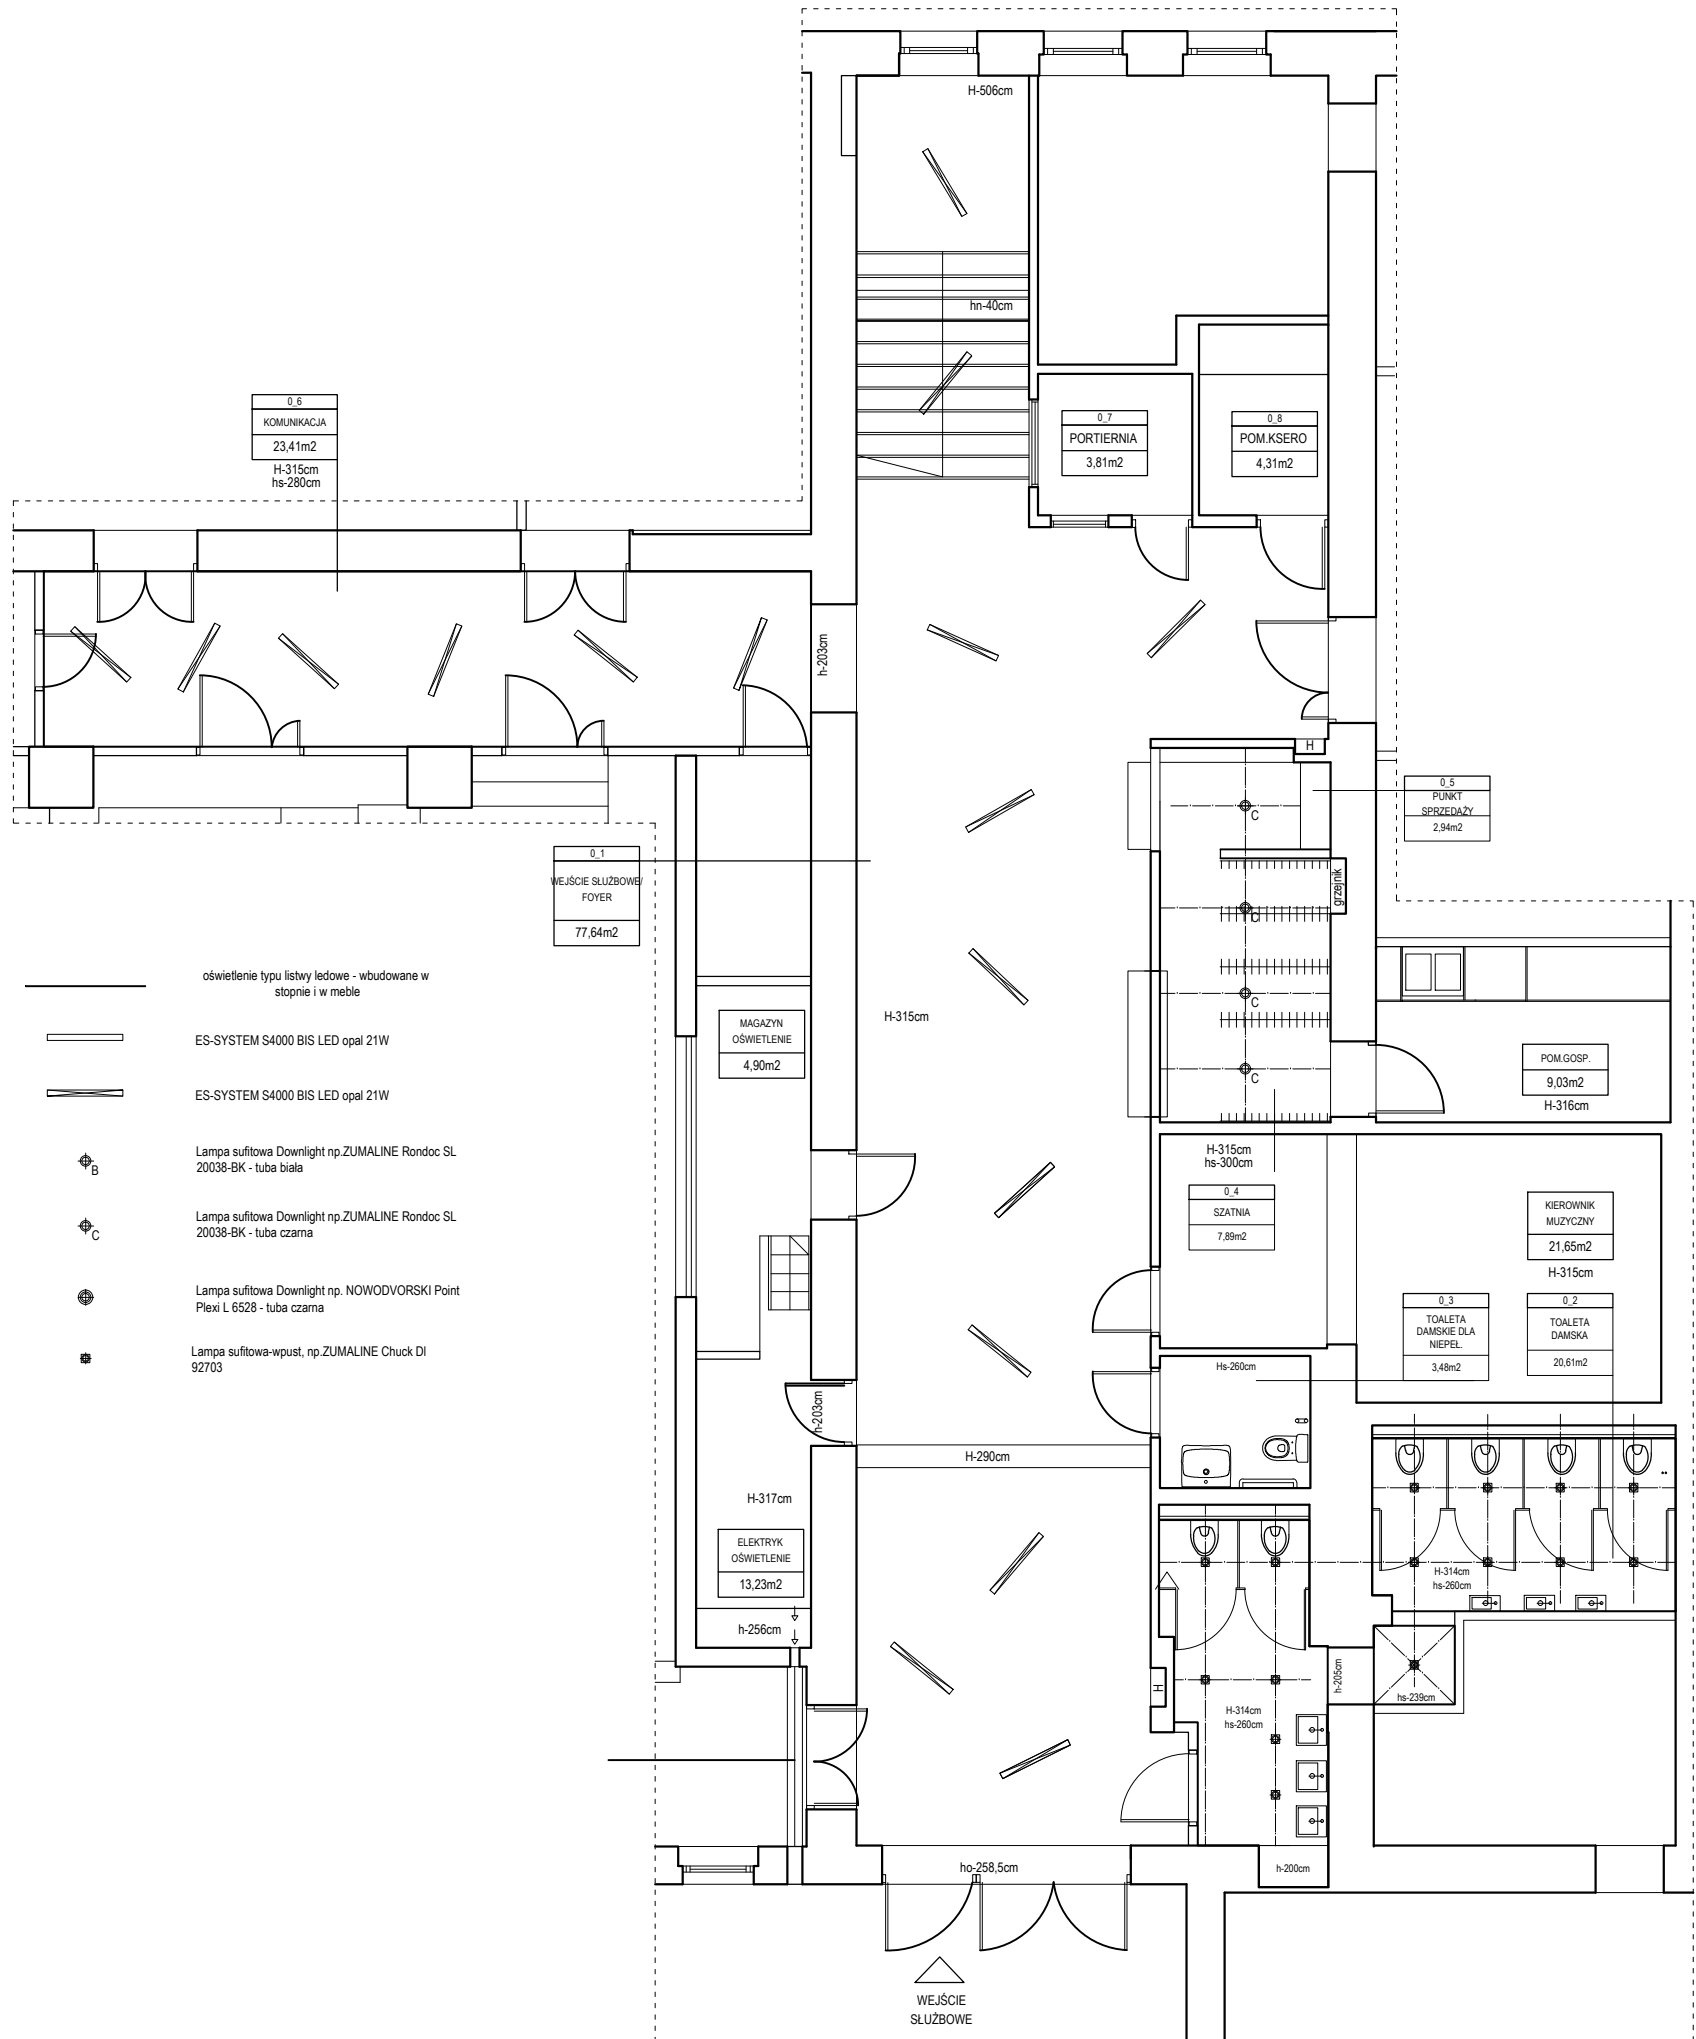 H-506cm
hn-40cm
0_6
KOMUNIKACJA
23,41m2
H-315cm
hs-280cm
0_7
PORTIERNIA
3,81m2
0_8
POM.KSERO
4,31m2
h-203cm
H
0_5
PUNKT
SPRZEDAŻY
2,94m2
C
0_1
WEJŚCIE SŁUŻBOWE/
FOYER
77,64m2
grzejnik
C
C
C
oświetlenie typu listwy ledowe - wbudowane w
stopnie i w meble
ES-SYSTEM S4000 BIS LED opal 21W
ES-SYSTEM S4000 BIS LED opal 21W
B
Lampa sufitowa Downlight np.ZUMALINE Rondoc SL
20038-BK - tuba biała
C
Lampa sufitowa Downlight np.ZUMALINE Rondoc SL
20038-BK - tuba czarna
Lampa sufitowa Downlight np. NOWODVORSKI Point
Plexi L 6528 - tuba czarna
Lampa sufitowa-wpust, np.ZUMALINE Chuck Dl
92703
MAGAZYN
OŚWIETLENIE
4,90m2
H-315cm
POM.GOSP.
9,03m2
H-316cm
H-315cm
hs-300cm
0_4
SZATNIA
7,89m2
KIEROWNIK
MUZYCZNY
21,65m2
H-315cm
0_3
TOALETA
DAMSKIE DLA
NIEPEŁ.
3,48m2
0_2
TOALETA
DAMSKA
20,61m2
Hs-260cm
h-203cm
H-290cm
H-317cm
ELEKTRYK
OŚWIETLENIE
13,23m2
h-256cm
H-314cm
hs-260cm
h-205cm
hs-239cm
H
H-314cm
hs-260cm
ho-258,5cm
h-200cm
WEJŚCIE
SŁUŻBOWE